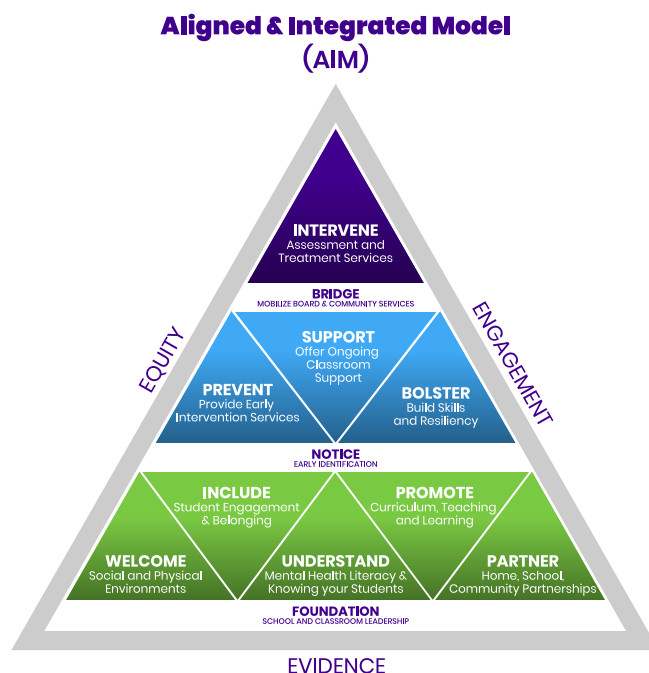 Aligned & Integrated Model
(AIM)
INTERVENE
Assessment and
Treatment Services
BRIDGE
MOBILIZE BOARD & COMMUNITY SERVICES
EQUITY
ENGAGEMENT
SUPPORT
Offer Ongoing
Classroom
Support
PREVENT
Provide Early
Intervention Services
BOLSTER
Build Skills
and Resiliency
NOTICE
EARLY IDENTIFICATION
INCLUDE
Student Engagement
& Belonging
PROMOTE
Curriculum, Teaching
and Learning
WELCOME
Social and Physical
Environments
UNDERSTAND
Mental Health Literacy &
Knowing your Students
PARTNER
Home, School,
Community Partnerships
FOUNDATION
SCHOOL AND CLASSROOM LEADERSHIP
EVIDENCE